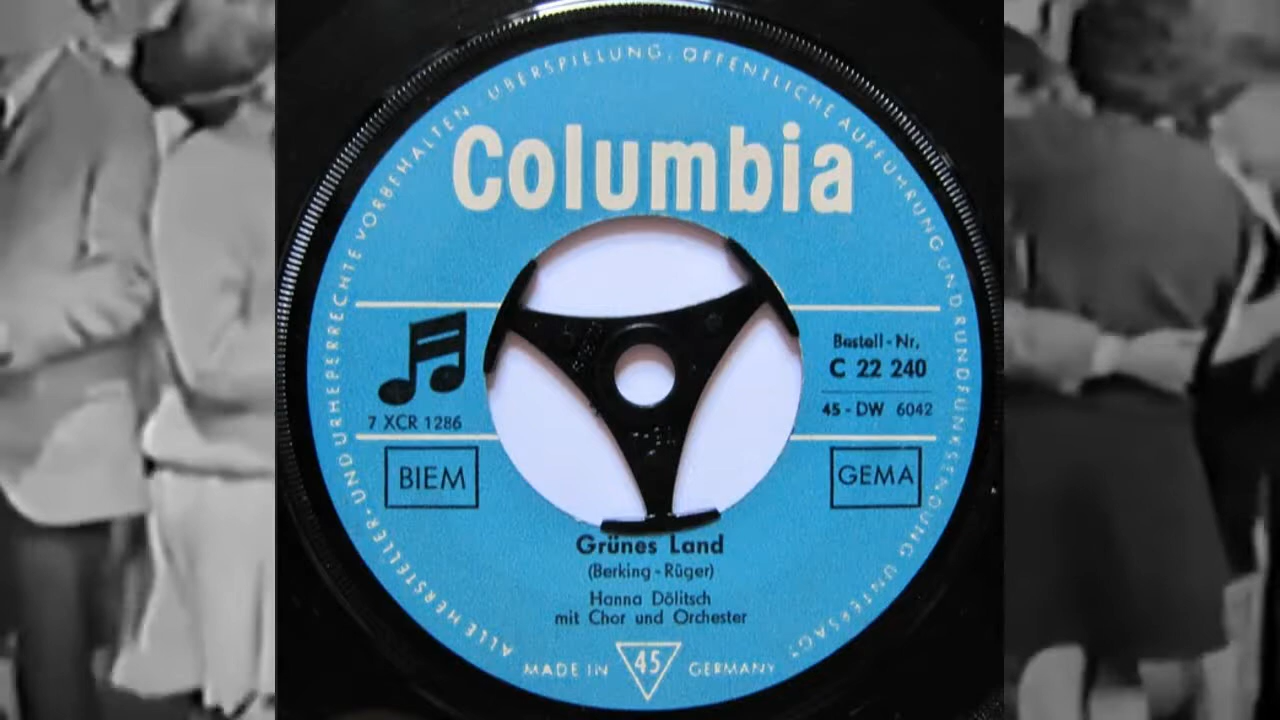 ALLE HERSTELLER-UND URHEPERRECHTE VORBEHALTEN · ÜBERSPIELUNG, ÖFFENTLICHE AUFFÜHRUNG UND RUNDFUNKSENDUNG UNTERSAGT
Columbia
Bestell-Nr.
C 22 240
45-DW 6042
7 XCR 1286
BIEM
GEMA
Grünes Land
(Berking-Rüger)
Hanna Dölitsch
mit Chor und Orchester
MADE IN 45 GERMANY